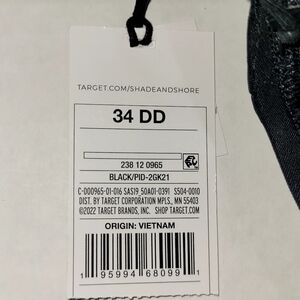 TARGET.COM/SHADEANDSHORE
34 DD
238 12 0965
BLACK/PID-2GK21
C-000965-01-016 SAS19_50A01-0391 S504-0010
DIST. BY TARGET CORPORATION MPLS., MN 55403
©2022 TARGET BRANDS, INC. SHOP TARGET.COM
ORIGIN: VIETNAM
1 95994 68099 1